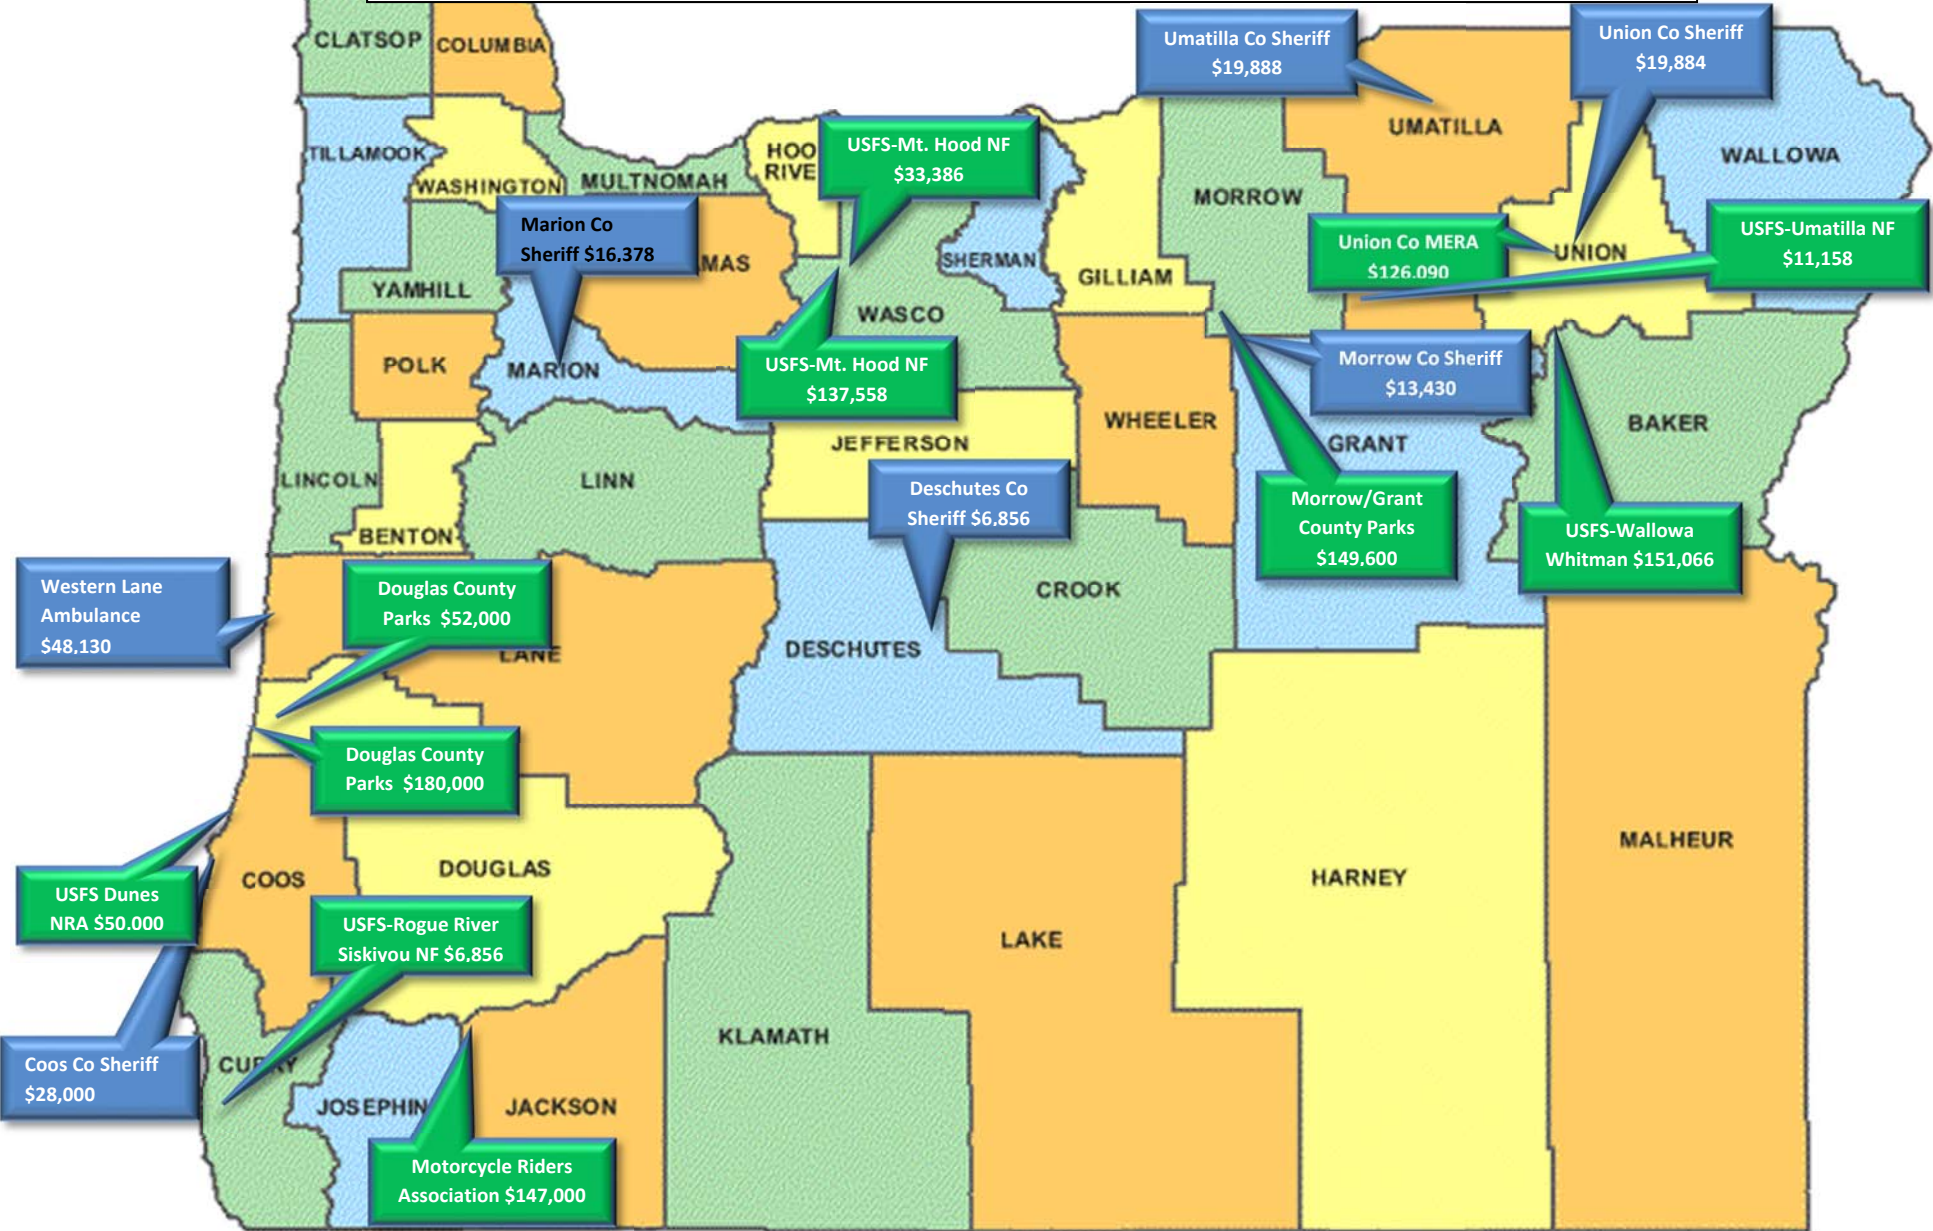 CLATSOP
COLUMBIA
Umatilla Co Sheriff
$19,888
Union Co Sheriff
$19,884
TILLAMOOK
WASHINGTON
MULTNOMAH
HOO
RIVE
USFS-Mt. Hood NF
$33,386
UMATILLA
WALLOWA
MORROW
Marion Co
Sheriff $16,378
MAS
YAMHILL
SHERMAN
GILLIAM
Union Co MERA
$126,090
UNION
USFS-Umatilla NF
$11,158
WASCO
POLK
MARION
USFS-Mt. Hood NF
$137,558
Morrow Co Sheriff
$13,430
WHEELER
JEFFERSON
GRANT
BAKER
LINCOLN
LINN
BENTON
Deschutes Co
Sheriff $6,856
Morrow/Grant
County Parks
$149,600
USFS-Wallowa
Whitman $151,066
Western Lane
Ambulance
$48,130
Douglas County
Parks $52,000
LANE
DESCHUTES
CROOK
Douglas County
Parks $180,000
COOS
DOUGLAS
HARNEY
MALHEUR
USFS Dunes
NRA $50,000
USFS-Rogue River
Siskiyou NF $6,856
LAKE
KLAMATH
Coos Co Sheriff
$28,000
CURRY
JOSEPHIN
JACKSON
Motorcycle Riders
Association $147,000